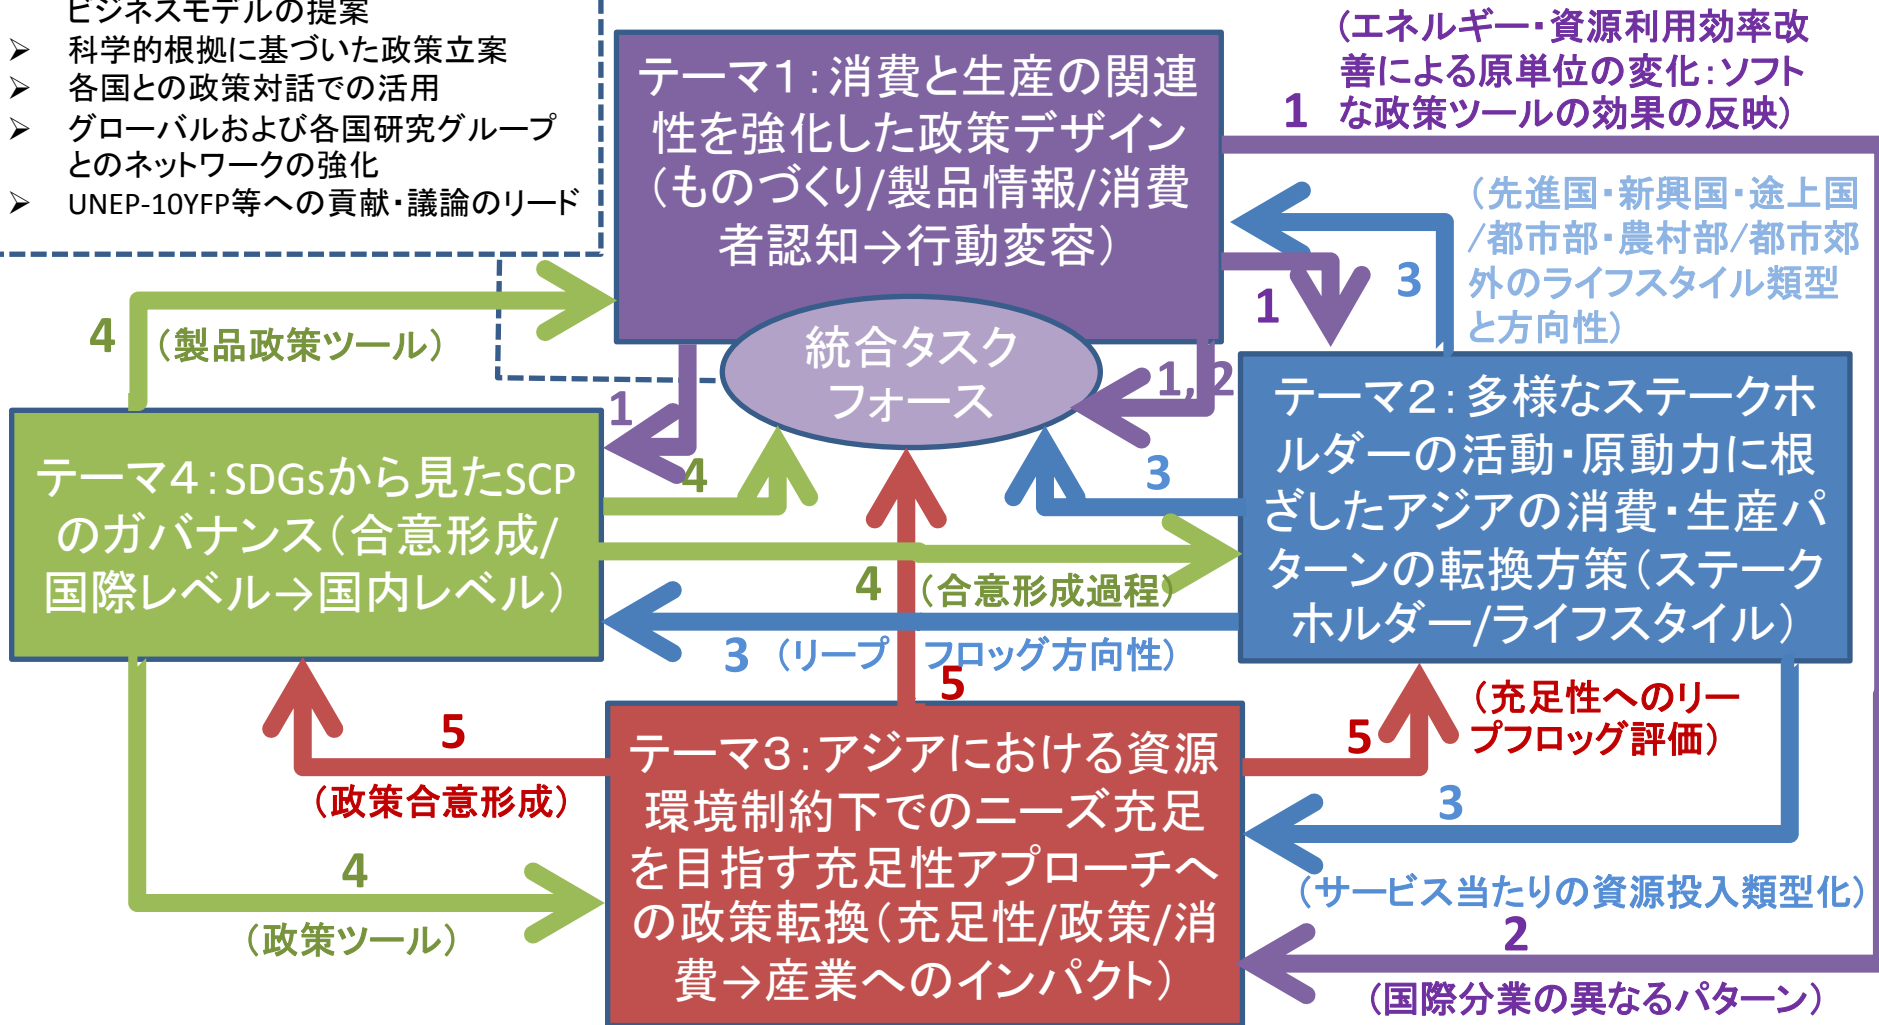 ビジネスモデルの提案
➢ 科学的根拠に基づいた政策立案
➢ 各国との政策対話での活用
➢ グローバルおよび各国研究グループ
とのネットワークの強化
➢ UNEP-10YFP等への貢献・議論のリード
テーマ１：消費と生産の関連
性を強化した政策デザイン
（ものづくり/製品情報/消費
者認知→行動変容）
（エネルギー・資源利用効率改
善による原単位の変化：ソフト
な政策ツールの効果の反映）
1
（先進国・新興国・途上国
/都市部・農村部/都市郊
外のライフスタイル類型
と方向性）
3
1
4
（製品政策ツール）
統合タスク
フォース
1, 2
1
4
3
テーマ４：SDGsから見たSCP
のガバナンス（合意形成/
国際レベル→国内レベル）
テーマ２：多様なステークホ
ルダーの活動・原動力に根
ざしたアジアの消費・生産パ
ターンの転換方策（ステーク
ホルダー/ライフスタイル）
4 （合意形成過程）
3 （リープフロッグ方向性）
5
5
（政策合意形成）
5
（充足性へのリー
プフロッグ評価）
テーマ３：アジアにおける資源
環境制約下でのニーズ充足
を目指す充足性アプローチへ
の政策転換（充足性/政策/消
費→産業へのインパクト）
3
（サービス当たりの資源投入類型化）
4
（政策ツール）
2
（国際分業の異なるパターン）